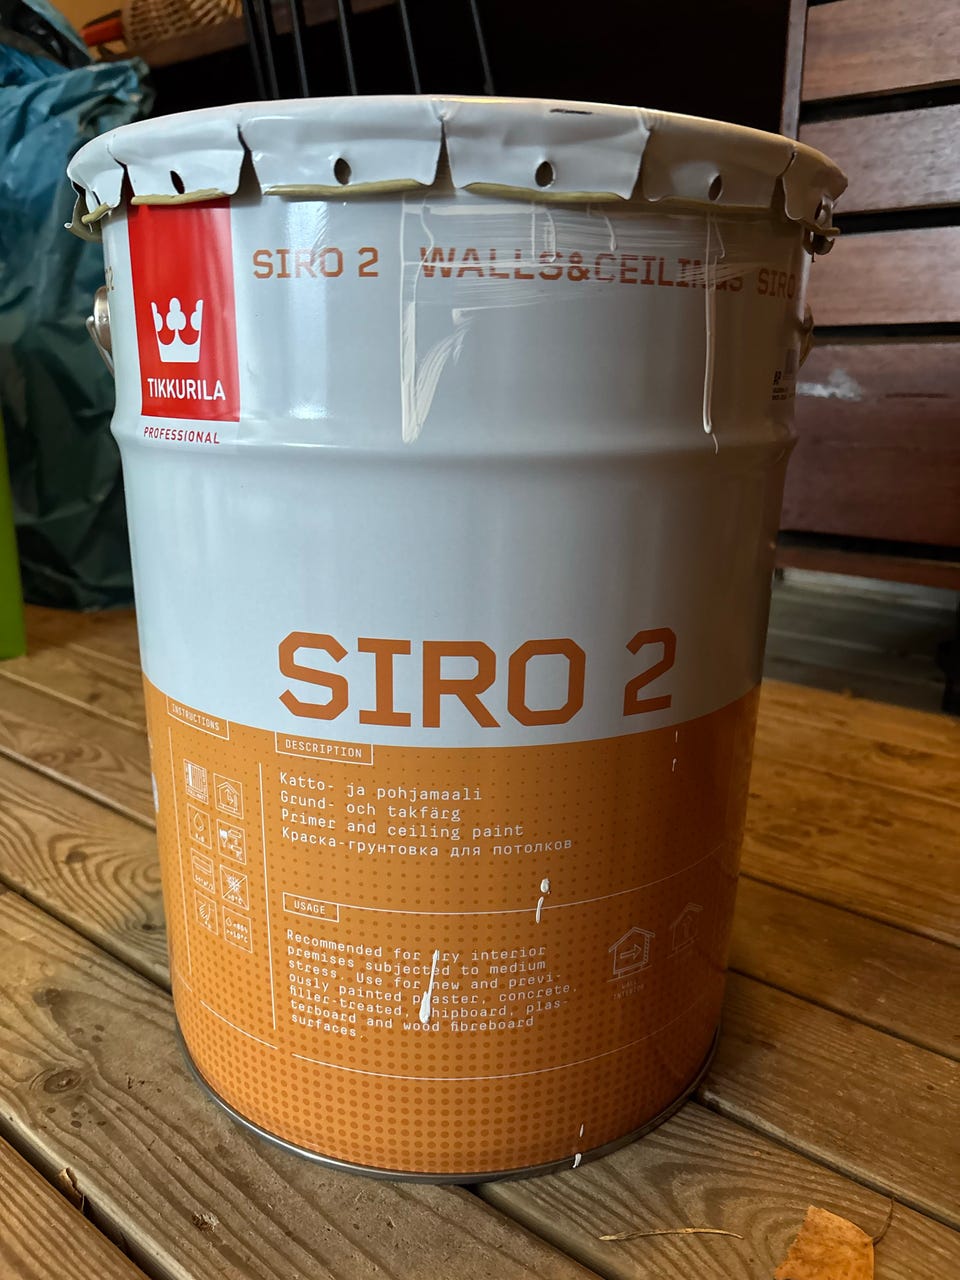 SIRO 2 WALLS&CEILINGS SIRO
TIKKURILA
PROFESSIONAL
SIRO 2
INSTRUCTIONS
DESCRIPTION
Katto- ja pohjamaali
Grund- och takfärg
Primer and ceiling paint
Краска-грунтовка для потолков
USAGE
Recommended for dry interior
premises subjected to medium
stress. Use for new and previ-
ously painted plaster, concrete,
filler-treated, chipboard, plas-
terboard and wood fibreboard
surfaces.
WALL
INTERIOR